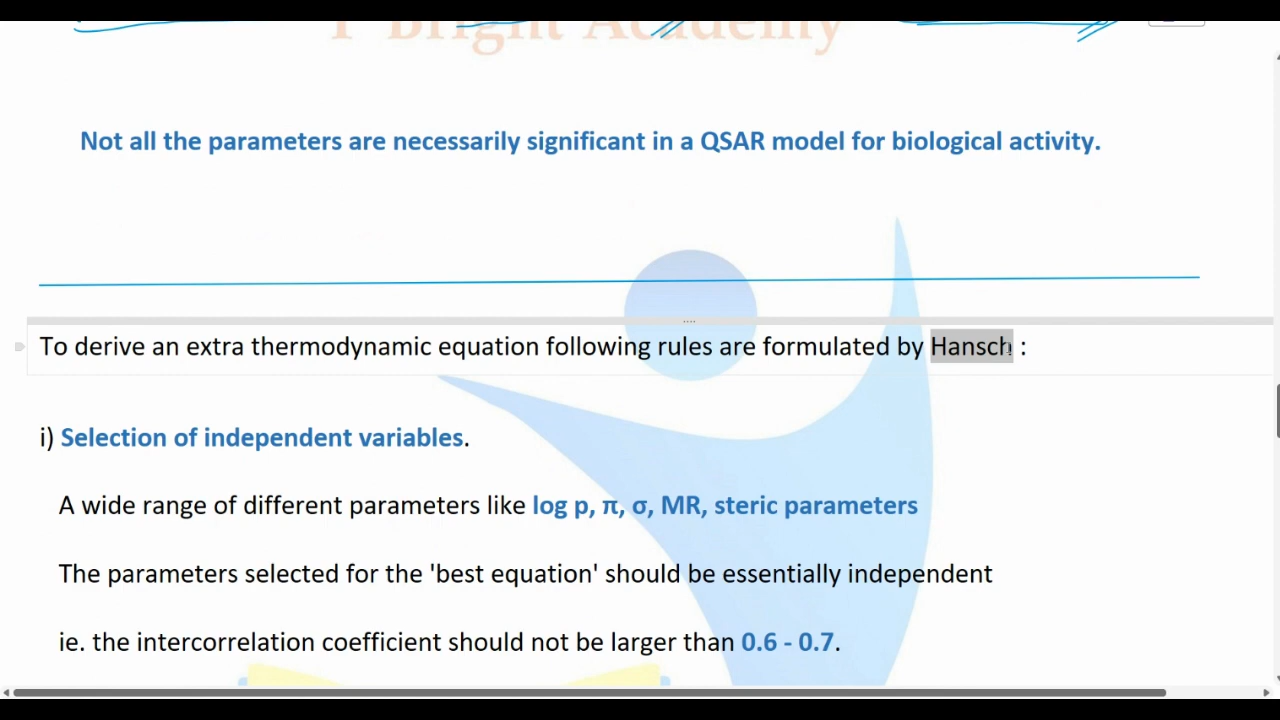 P Bright Academy
Not all the parameters are necessarily significant in a QSAR model for biological activity.
To derive an extra thermodynamic equation following rules are formulated by Hansch :
i) Selection of independent variables.
A wide range of different parameters like log p, π, σ, MR, steric parameters
The parameters selected for the 'best equation' should be essentially independent
ie. the intercorrelation coefficient should not be larger than 0.6 - 0.7.